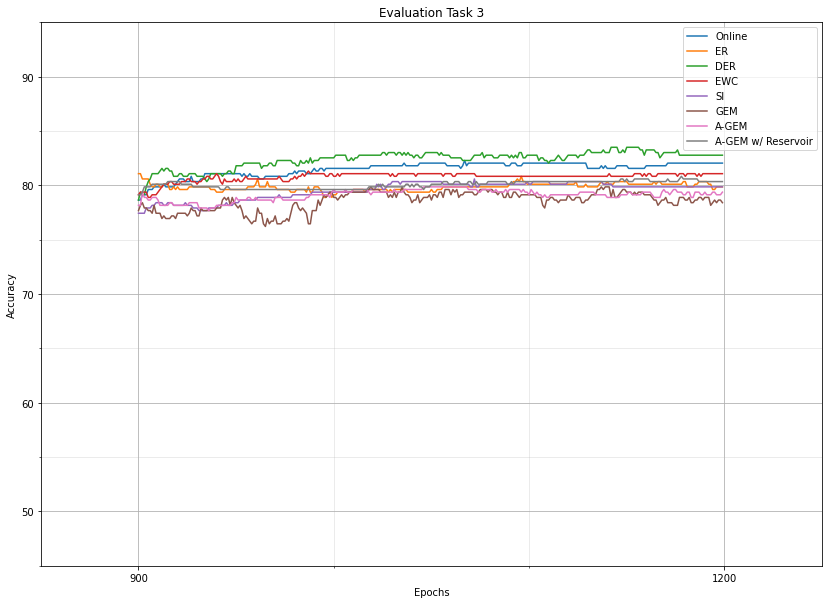 Evaluation Task 3
Online
ER
DER
EWC
SI
GEM
A-GEM
A-GEM w/ Reservoir
90
80
70
60
50
Accuracy
900
1200
Epochs